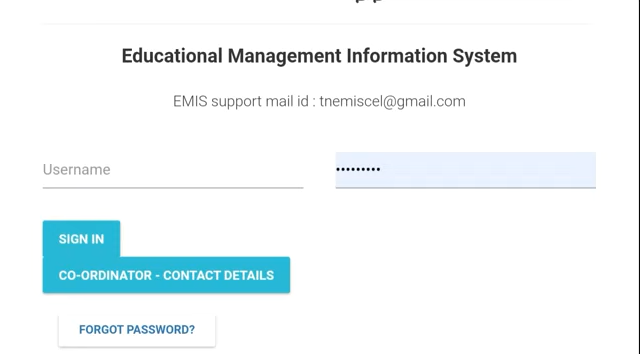 Educational Management Information System
EMIS support mail id : tnemiscel@gmail.com
Username
•••••••••
SIGN IN
CO-ORDINATOR - CONTACT DETAILS
FORGOT PASSWORD?